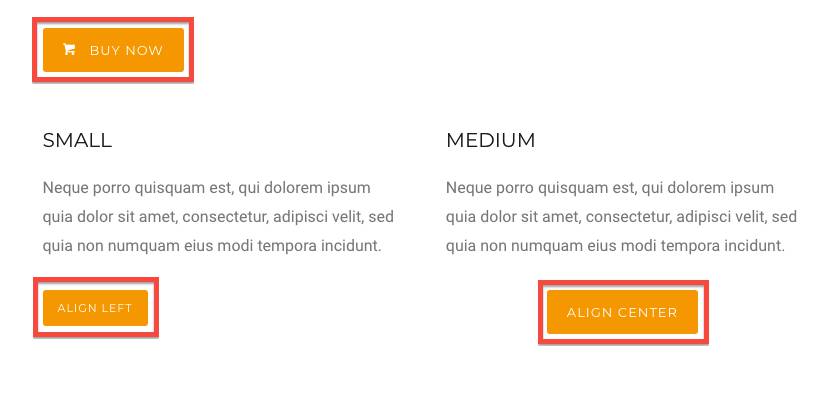 BUY NOW
SMALL
Neque porro quisquam est, qui dolorem ipsum
quia dolor sit amet, consectetur, adipisci velit, sed
quia non numquam eius modi tempora incidunt.
ALIGN LEFT
MEDIUM
Neque porro quisquam est, qui dolorem ipsum
quia dolor sit amet, consectetur, adipisci velit, sed
quia non numquam eius modi tempora incidunt.
ALIGN CENTER